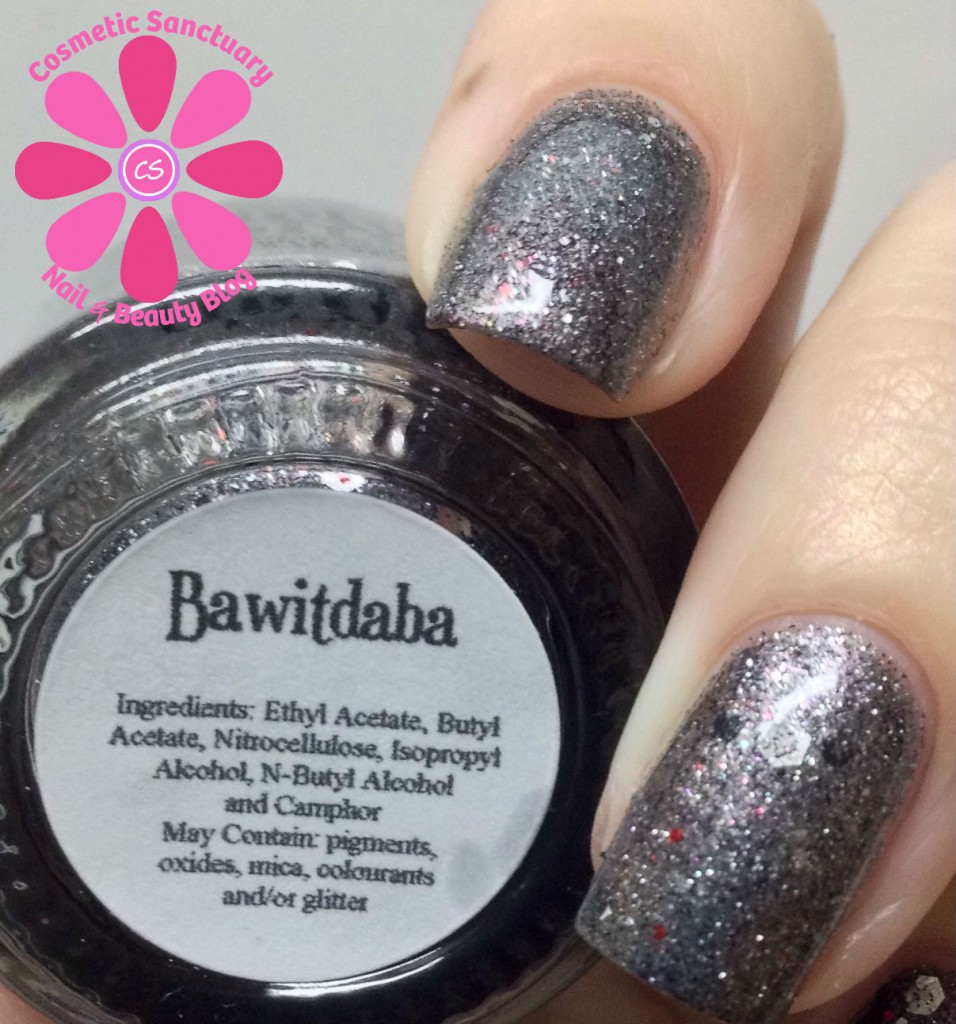 Cosmetic Sanctuary
CS
Nail & Beauty Blog
Bawitdaba
Ingredients: Ethyl Acetate, Butyl
Acetate, Nitrocellulose, Isopropyl
Alcohol, N-Butyl Alcohol
and Camphor
May Contain: pigments,
oxides, mica, colourants
and/or glitter